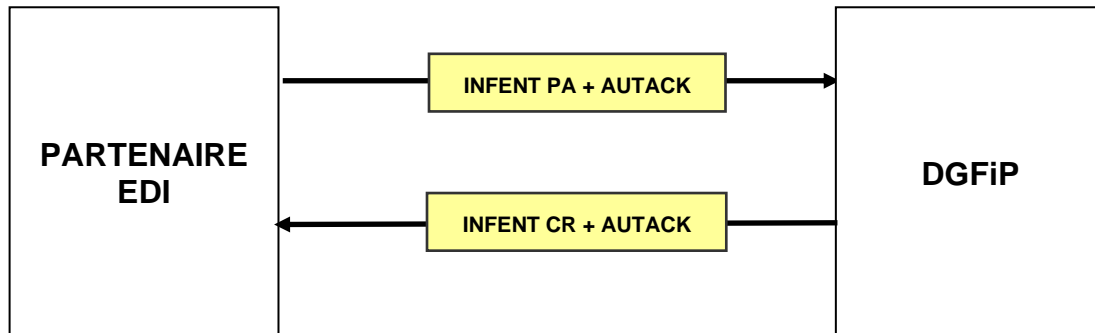 INFENT PA + AUTACK
PARTENAIRE
EDI
DGFiP
INFENT CR + AUTACK